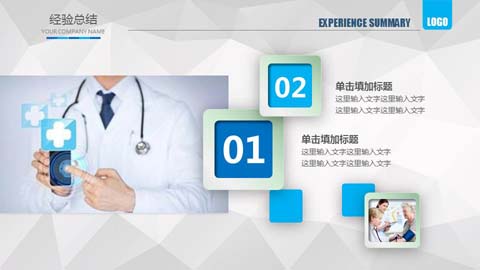 经验总结
YOUR COMPANY NAME
EXPERIENCE SUMMARY
LOGO
02
单击填加标题
这里输入文字这里输入文字
这里输入文字这里输入文字
01
单击填加标题
这里输入文字这里输入文字
这里输入文字这里输入文字